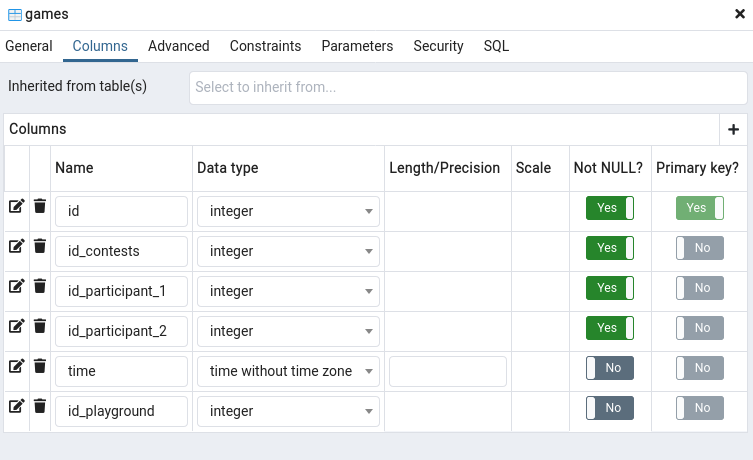 games
General Columns Advanced Constraints Parameters Security SQL
Inherited from table(s) Select to inherit from...
Columns
Name Data type Length/Precision Scale Not NULL? Primary key?
id integer Yes Yes
id_contests integer Yes No
id_participant_1 integer Yes No
id_participant_2 integer Yes No
time time without time zone No No
id_playground integer No No